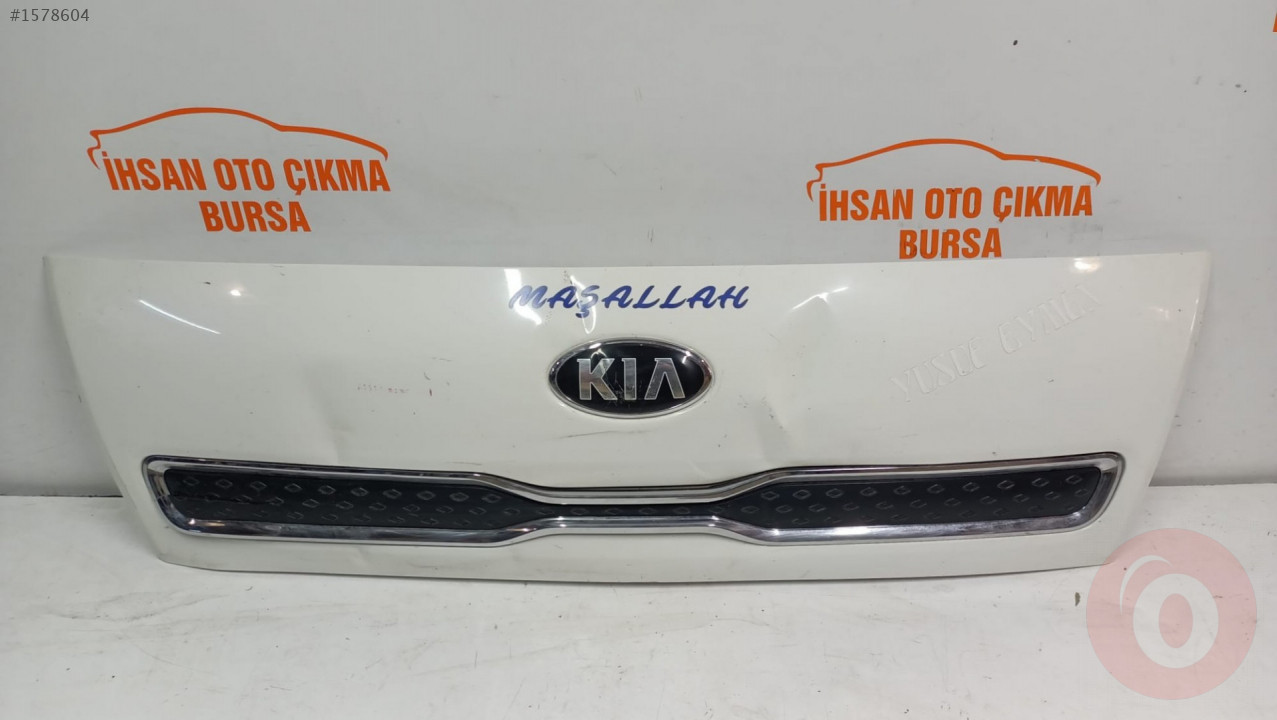 #1578604
İHSAN OTO ÇIKMA
BURSA
İHSAN OTO ÇIKMA
BURSA
MAŞALLAH
KIA